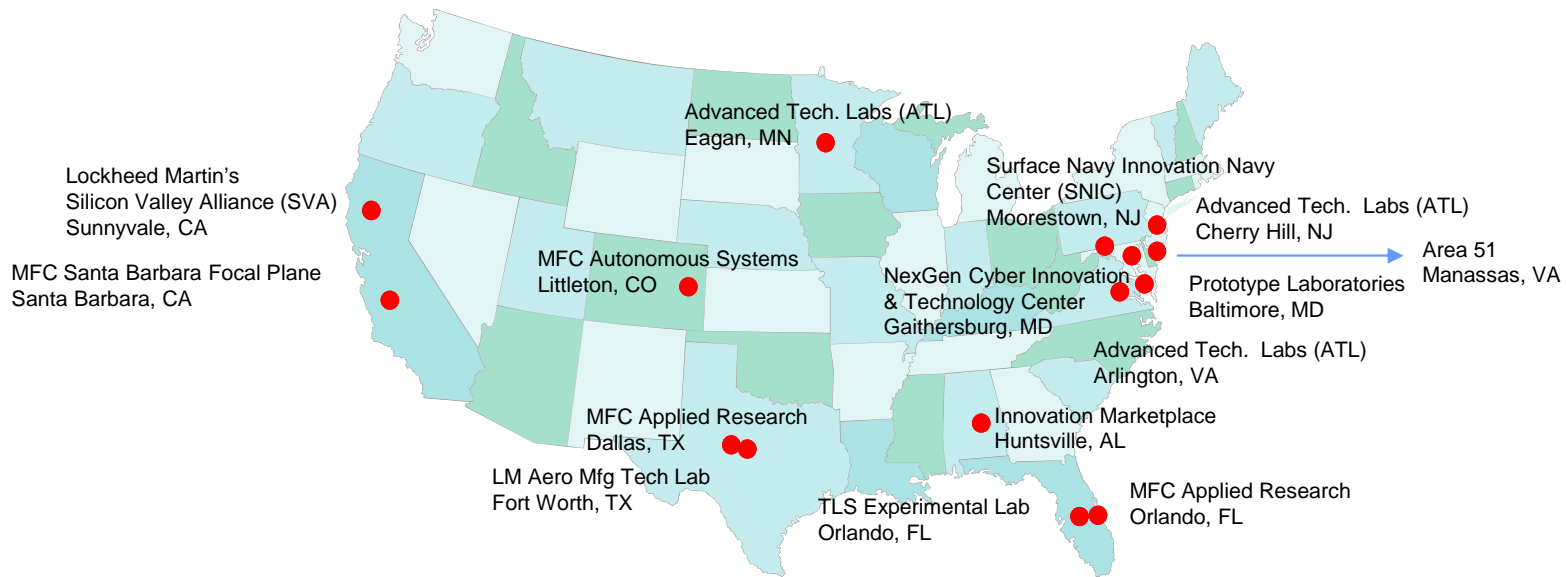 Advanced Tech. Labs (ATL)
Eagan, MN
Lockheed Martin's
Silicon Valley Alliance (SVA)
Sunnyvale, CA
Surface Navy Innovation Navy
Center (SNIC)
Moorestown, NJ
Advanced Tech. Labs (ATL)
Cherry Hill, NJ
Area 51
Manassas, VA
MFC Santa Barbara Focal Plane
Santa Barbara, CA
MFC Autonomous Systems
Littleton, CO
NexGen Cyber Innovation
& Technology Center
Gaithersburg, MD
Prototype Laboratories
Baltimore, MD
Advanced Tech. Labs (ATL)
Arlington, VA
MFC Applied Research
Dallas, TX
Innovation Marketplace
Huntsville, AL
LM Aero Mfg Tech Lab
Fort Worth, TX
TLS Experimental Lab
Orlando, FL
MFC Applied Research
Orlando, FL